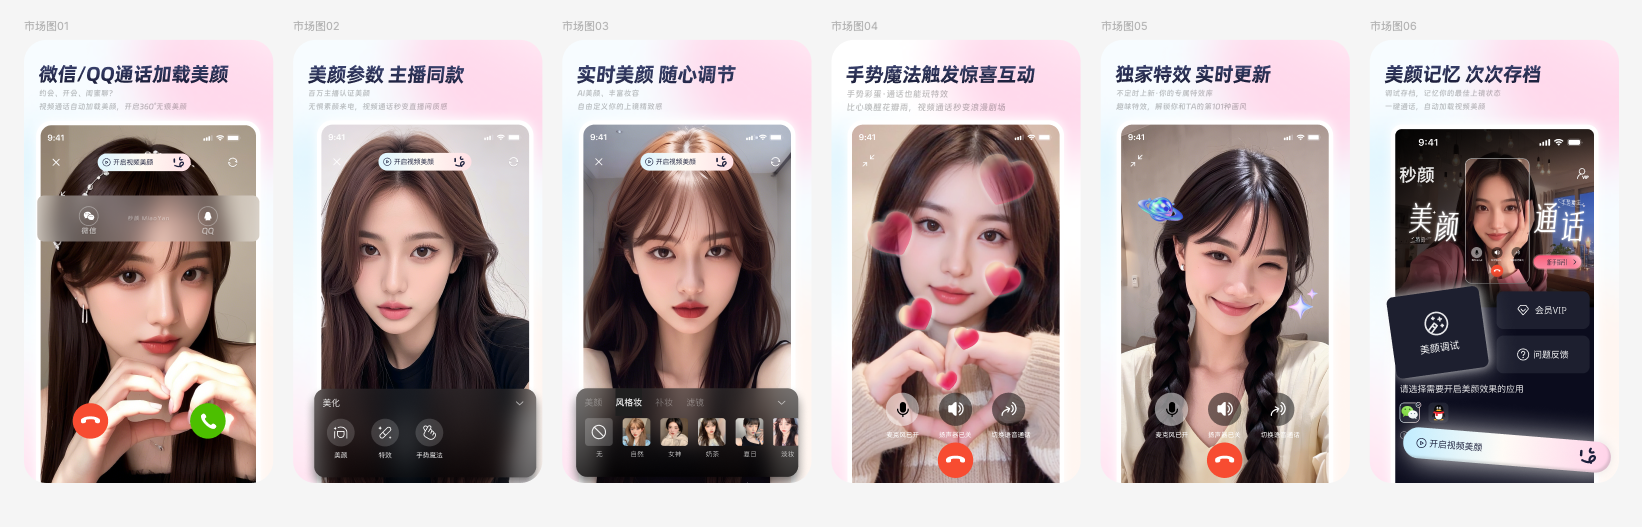 市场图01
微信/QQ通话加载美颜
约会、开会、闺蜜聊?
视频通话自动加载美颜，开启360°无感美颜
9:41
开启视频美颜
微信
秒颜 MiaoYan
QQ
市场图02
美颜参数 主播同款
百万主播认证美颜
无惧素颜来电，视频通话秒变直播间质感
9:41
开启视频美颜
美化
美颜
特效
手势魔法
市场图03
实时美颜 随心调节
AI美颜、丰富妆容
自由定义你的上镜精致感
9:41
开启视频美颜
美颜
风格妆
补妆
滤镜
无
自然
女神
奶茶
夏日
淡妆
市场图04
手势魔法触发惊喜互动
手势彩蛋·通话也能玩特效
比心唤醒花瓣雨，视频通话秒变浪漫剧场
9:41
麦克风已开
扬声器已关
切换语音通话
市场图05
独家特效 实时更新
不定时上新·你的专属特效库
趣味特效，解锁你和TA的第101种画风
9:41
麦克风已开
扬声器已关
切换语音通话
市场图06
美颜记忆 次次存档
调试存档，记忆你的最佳上镜状态
一键通话，自动加载视频美颜
9:41
秒颜
VIP
美颜
通话
新手指引
美颜调试
会员VIP
问题反馈
请选择需要开启美颜效果的应用
开启视频美颜